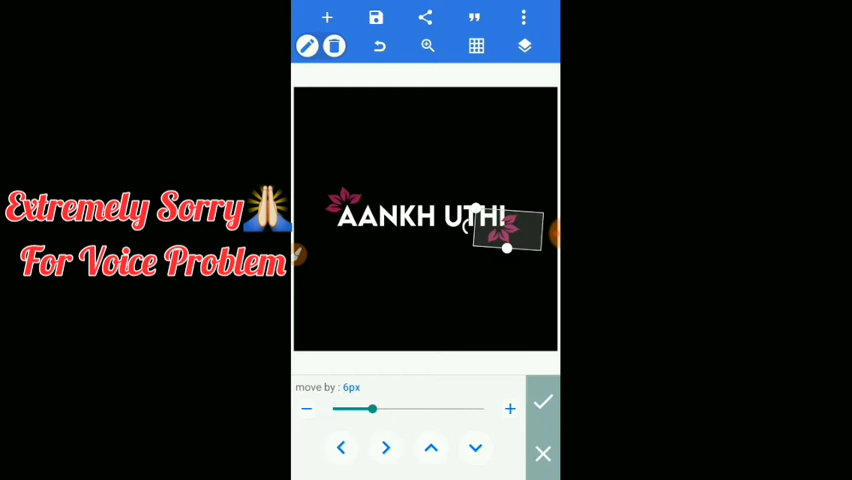 Extremely Sorry🙏
For Voice Problem
AANKH UTHI
move by : 6px